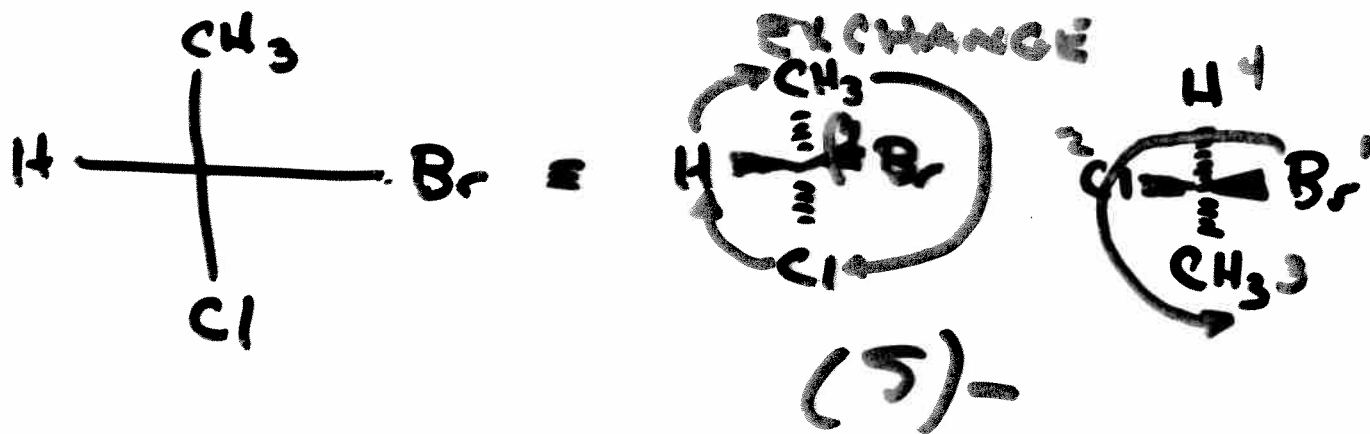 CH3
H Br
Cl
≡
EXCHANGE
CH3
H Br
Cl
H 4
2 Cl Br 1
CH3 3
(S)-